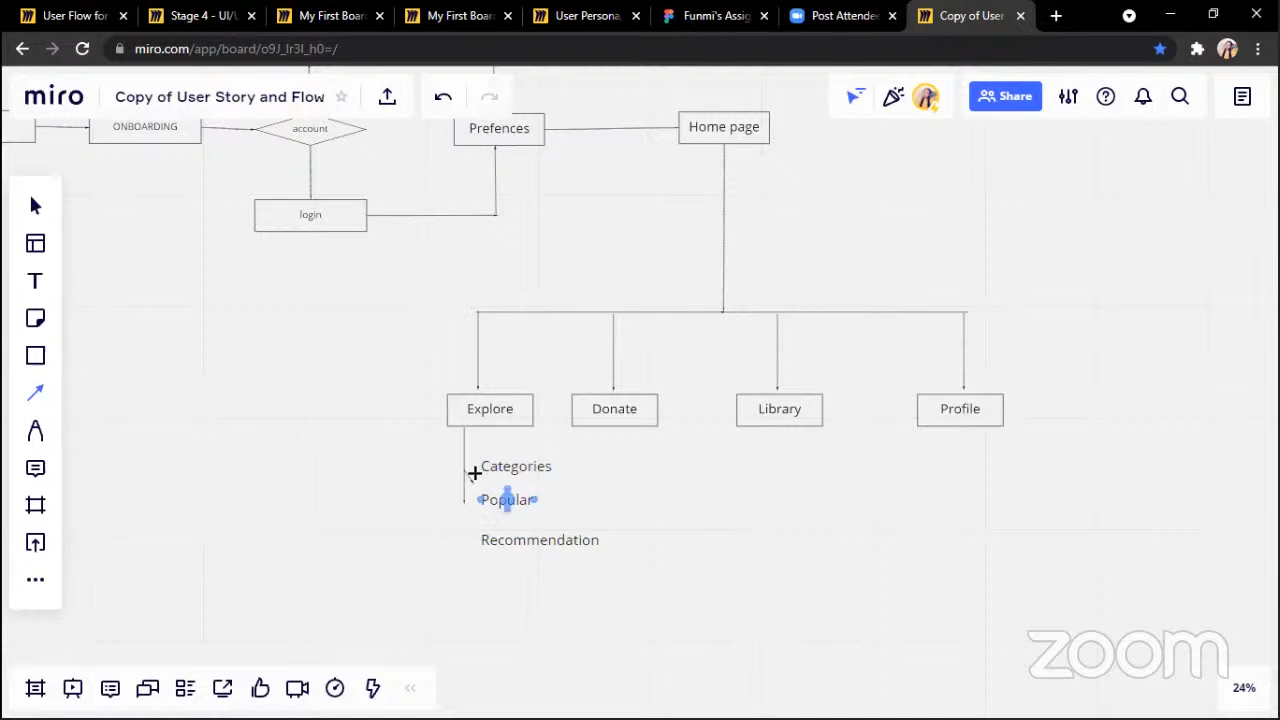 User Flow for
Stage 4 - UI/U
My First Boar
My First Boar
User Persona,
Funmi's Assig
Post Attendee
Copy of User
miro.com/app/board/o9J_lr3l_h0=/
miro
Copy of User Story and Flow
Share
ONBOARDING
account
Prefences
Home page
login
Explore
Donate
Library
Profile
Categories
Popular
Recommendation
zoom
24%